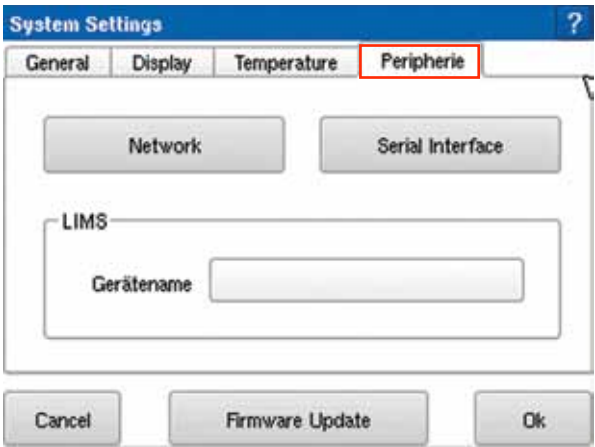 System Settings ?
General Display Temperature Peripherie
Network Serial Interface
LIMS
Gerätename
Cancel Firmware Update Ok